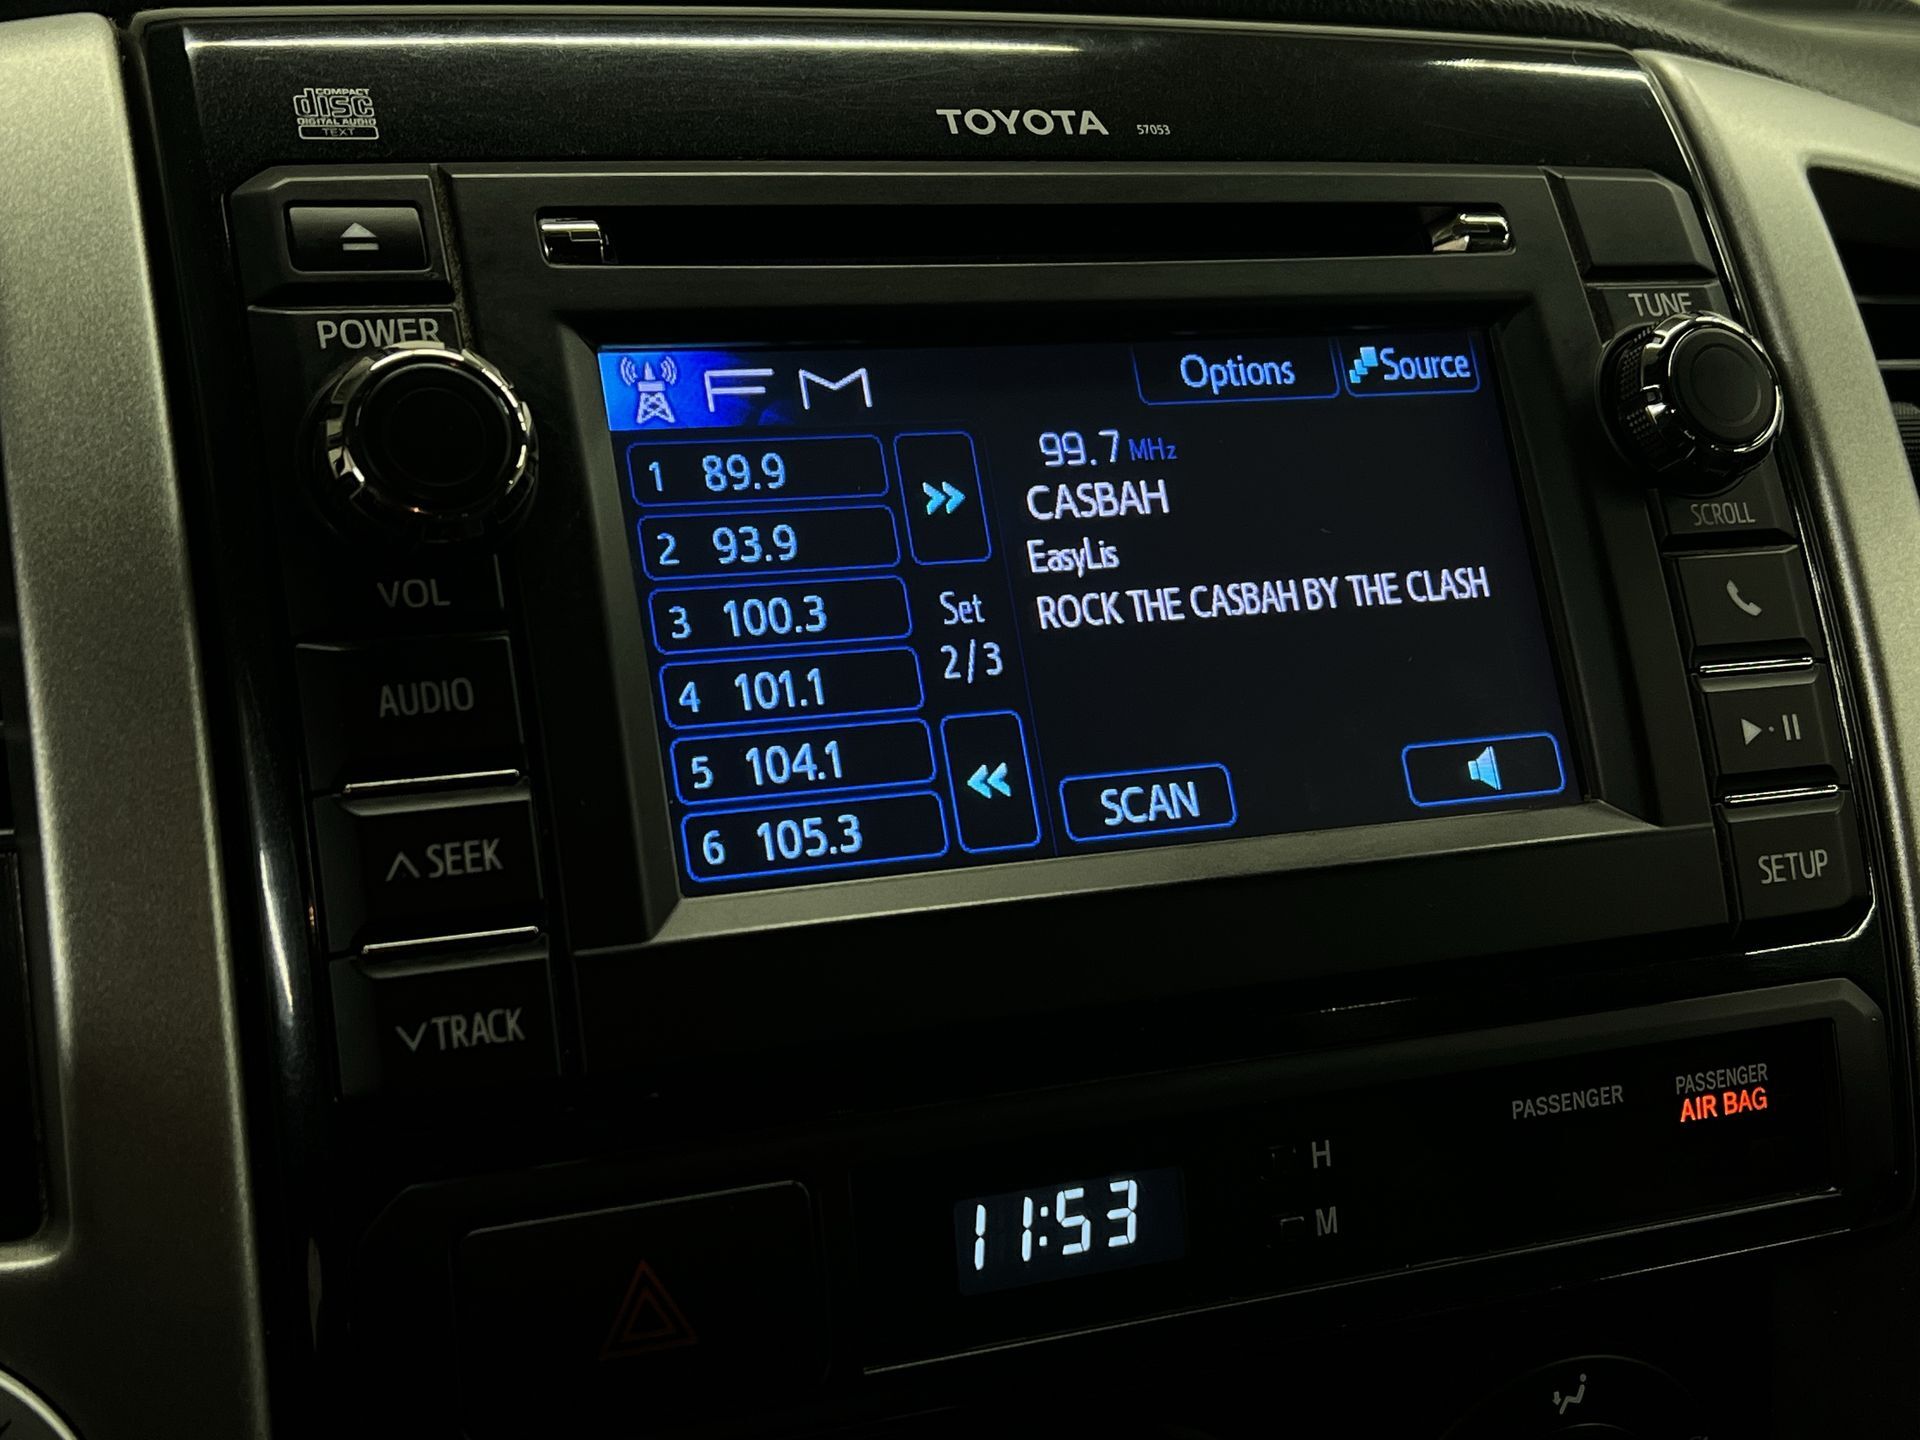 COMPACT
disc
DIGITAL AUDIO
TEXT
TOYOTA 57053
POWER
TUNE
FM
Options
Source
1 89.9
2 93.9
3 100.3
4 101.1
5 104.1
6 105.3
Set
2/3
99.7 MHz
CASBAH
EasyLis
ROCK THE CASBAH BY THE CLASH
SCAN
VOL
AUDIO
SEEK
TRACK
SCROLL
SETUP
PASSENGER
PASSENGER
AIR BAG
11:53
H
M